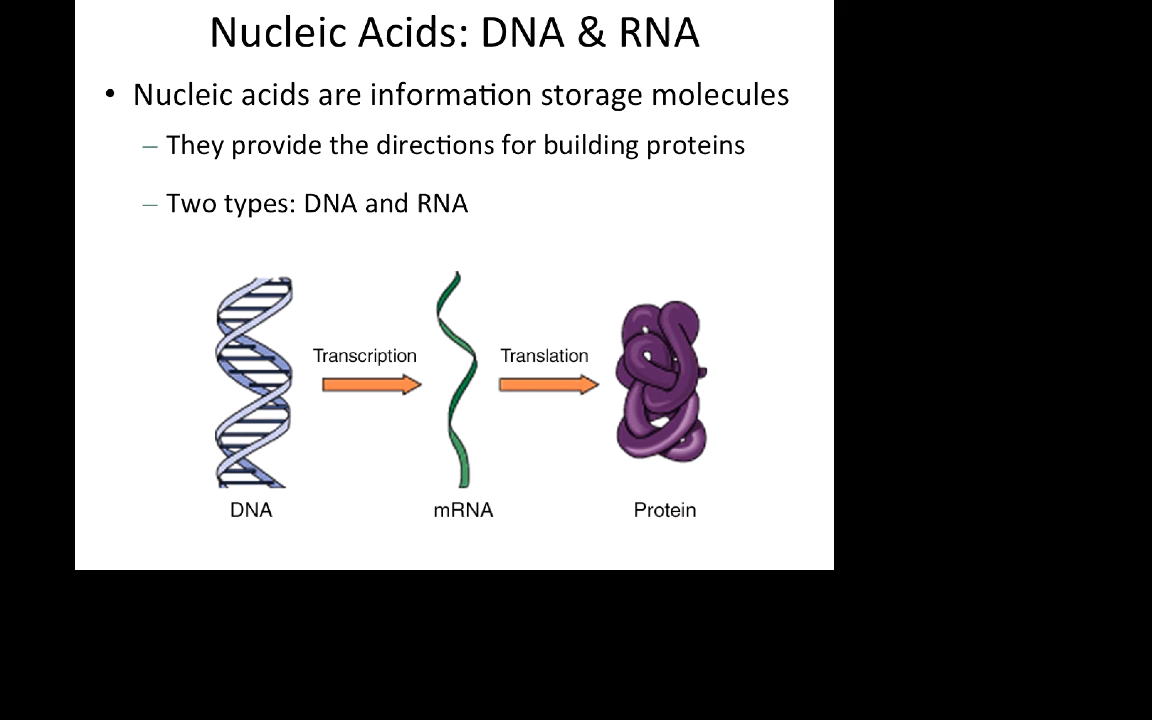 Nucleic Acids: DNA & RNA
• Nucleic acids are information storage molecules
– They provide the directions for building proteins
– Two types: DNA and RNA
Transcription
Translation
DNA
mRNA
Protein